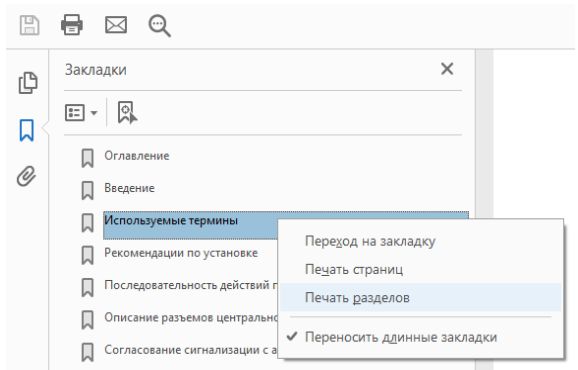 Закладки
Оглавление
Введение
Используемые термины
Рекомендации по установке
Последовательность действий
Описание разъемов
Согласование сигнализации с
Переход на закладку
Печать страниц
Печать разделов
Переносить длинные закладки